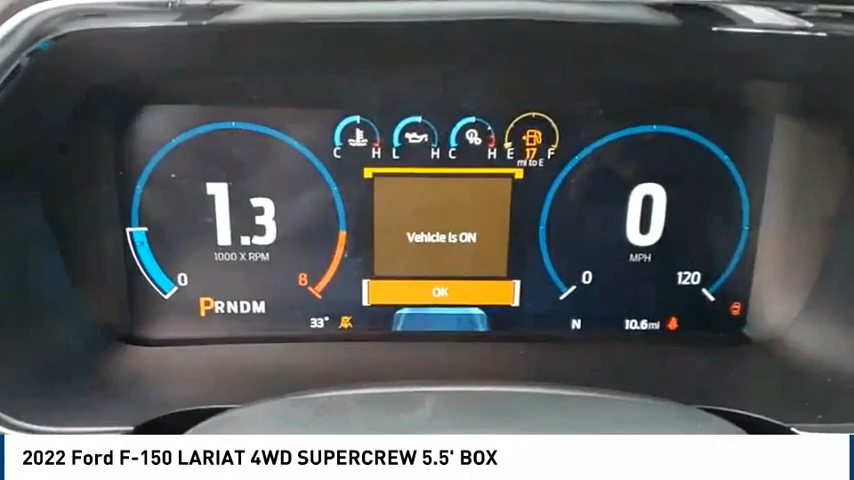 C H L H C H E 17 F
mi to E
1.3
1000 X RPM
0
8
PRNDM
33°
Vehicle is ON
OK
0
MPH
0
120
N
10.6mi
2022 Ford F-150 LARIAT 4WD SUPERCREW 5.5' BOX